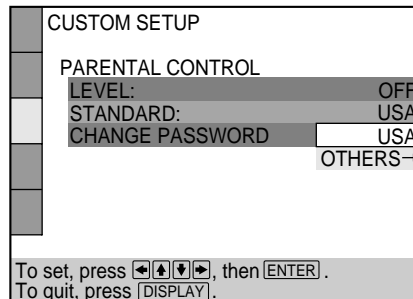 CUSTOM SETUP
PARENTAL CONTROL
LEVEL: OFF
STANDARD: USA
CHANGE PASSWORD USA
OTHERS→
To set, press ←↑↓→, then ENTER.
To quit, press DISPLAY.